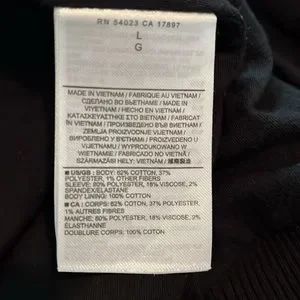 RN 54023 CA 17897
L
G
MADE IN VIETNAM / FABRIQUE AU VIETNAM /
СДЕЛАНО ВО ВЬЕТНАМЕ / MADE IN
VIETNAM / HECHO EN VIETNAM /
ΚΑΤΑΣΚΕΥΑΣΤΗΚΕ ΣΤΟ ΒΙΕΤΝΑΜ / FABRICAT
ÎN VIETNAM / ПРОИЗВЕДЕНО ВЪВ ВИЕТНАМ /
ZEMLJA PROIZVODNJE VIJETNAM /
ВИРОБЛЕНО У В'ЄТНАМІ / PROIZVEDENO U
VIJETNAMU / WYPRODUKOWANO W
WIETNAMIE / FABRICADO NO VIETNÃ /
SZÁRMAZÁSI HELY: VIETNAM / 越南製造
US/GB: BODY: 62% COTTON, 37%
POLYESTER, 1% OTHER FIBERS
SLEEVE: 80% POLYESTER, 18% VISCOSE, 2%
SPANDEX/ELASTANE
BODY LINING: 100% COTTON
CA: CORPS: 62% COTON, 37% POLYESTER,
1% AUTRES FIBRES
MANCHE: 80% POLYESTER, 18% VISCOSE, 2%
ÉLASTHANNE
DOUBLURE CORPS: 100% COTON